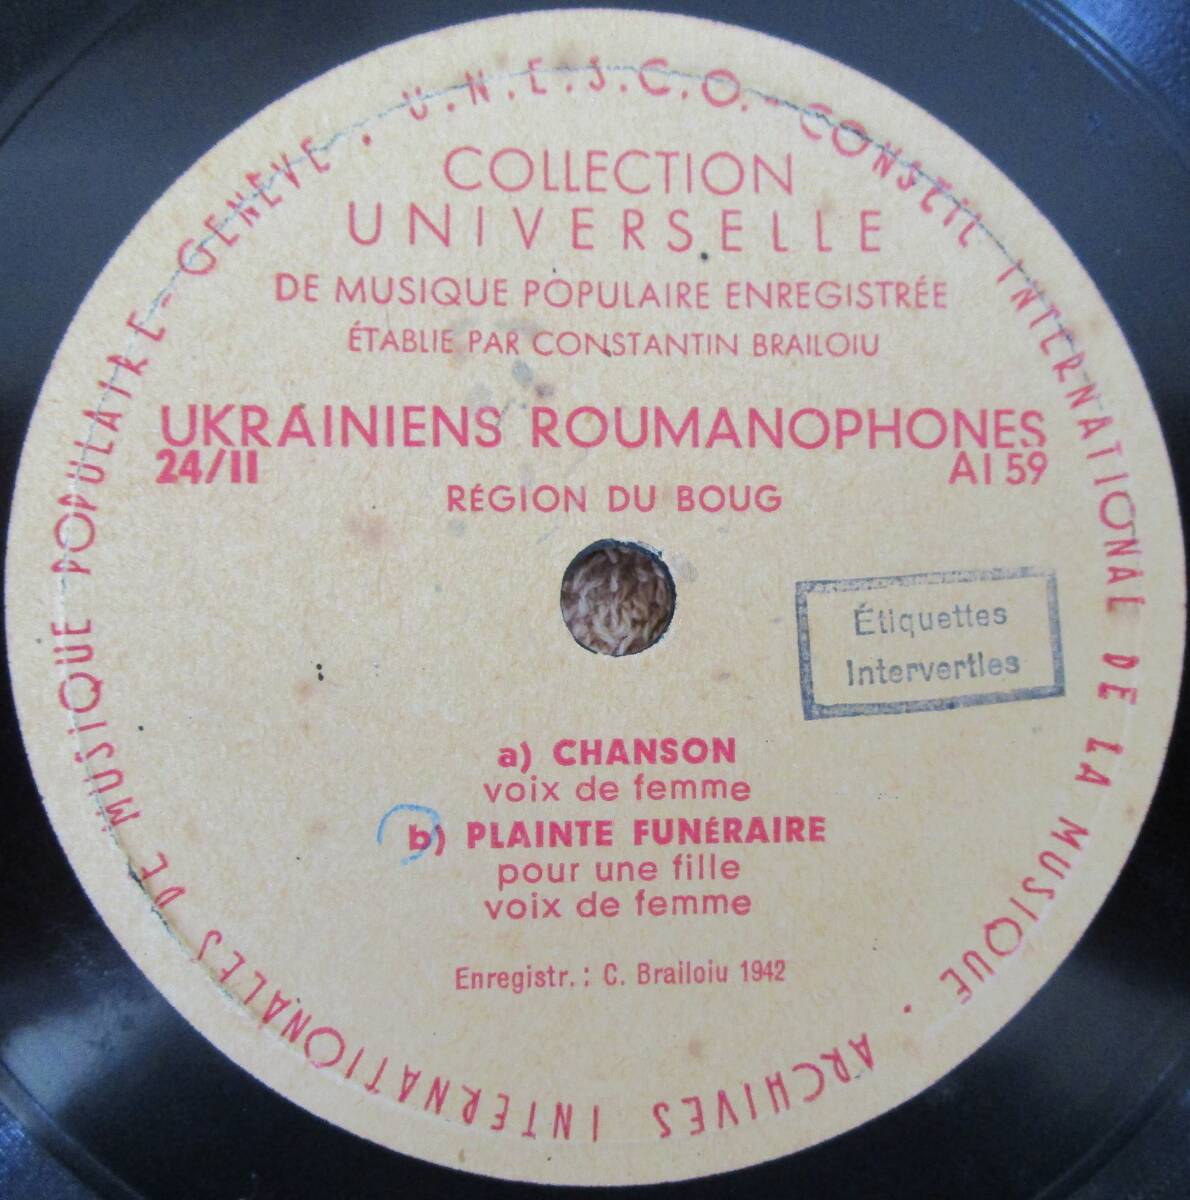 U.N.E.S.C.O. - CONSEIL INTERNATIONAL DE LA MUSIQUE . ARCHIVES INTERNATIONALES DE MUSIQUE POPULAIRE - GENEVE .
COLLECTION
UNIVERSELLE
DE MUSIQUE POPULAIRE ENREGISTRÉE
ÉTABLIE PAR CONSTANTIN BRAILOIU
UKRAINIENS ROUMANOPHONES
24/II AI 59
RÉGION DU BOUG
Étiquettes
Interverties
a) CHANSON
voix de femme
b) PLAINTE FUNÉRAIRE
pour une fille
voix de femme
Enregistr. : C. Brailoiu 1942